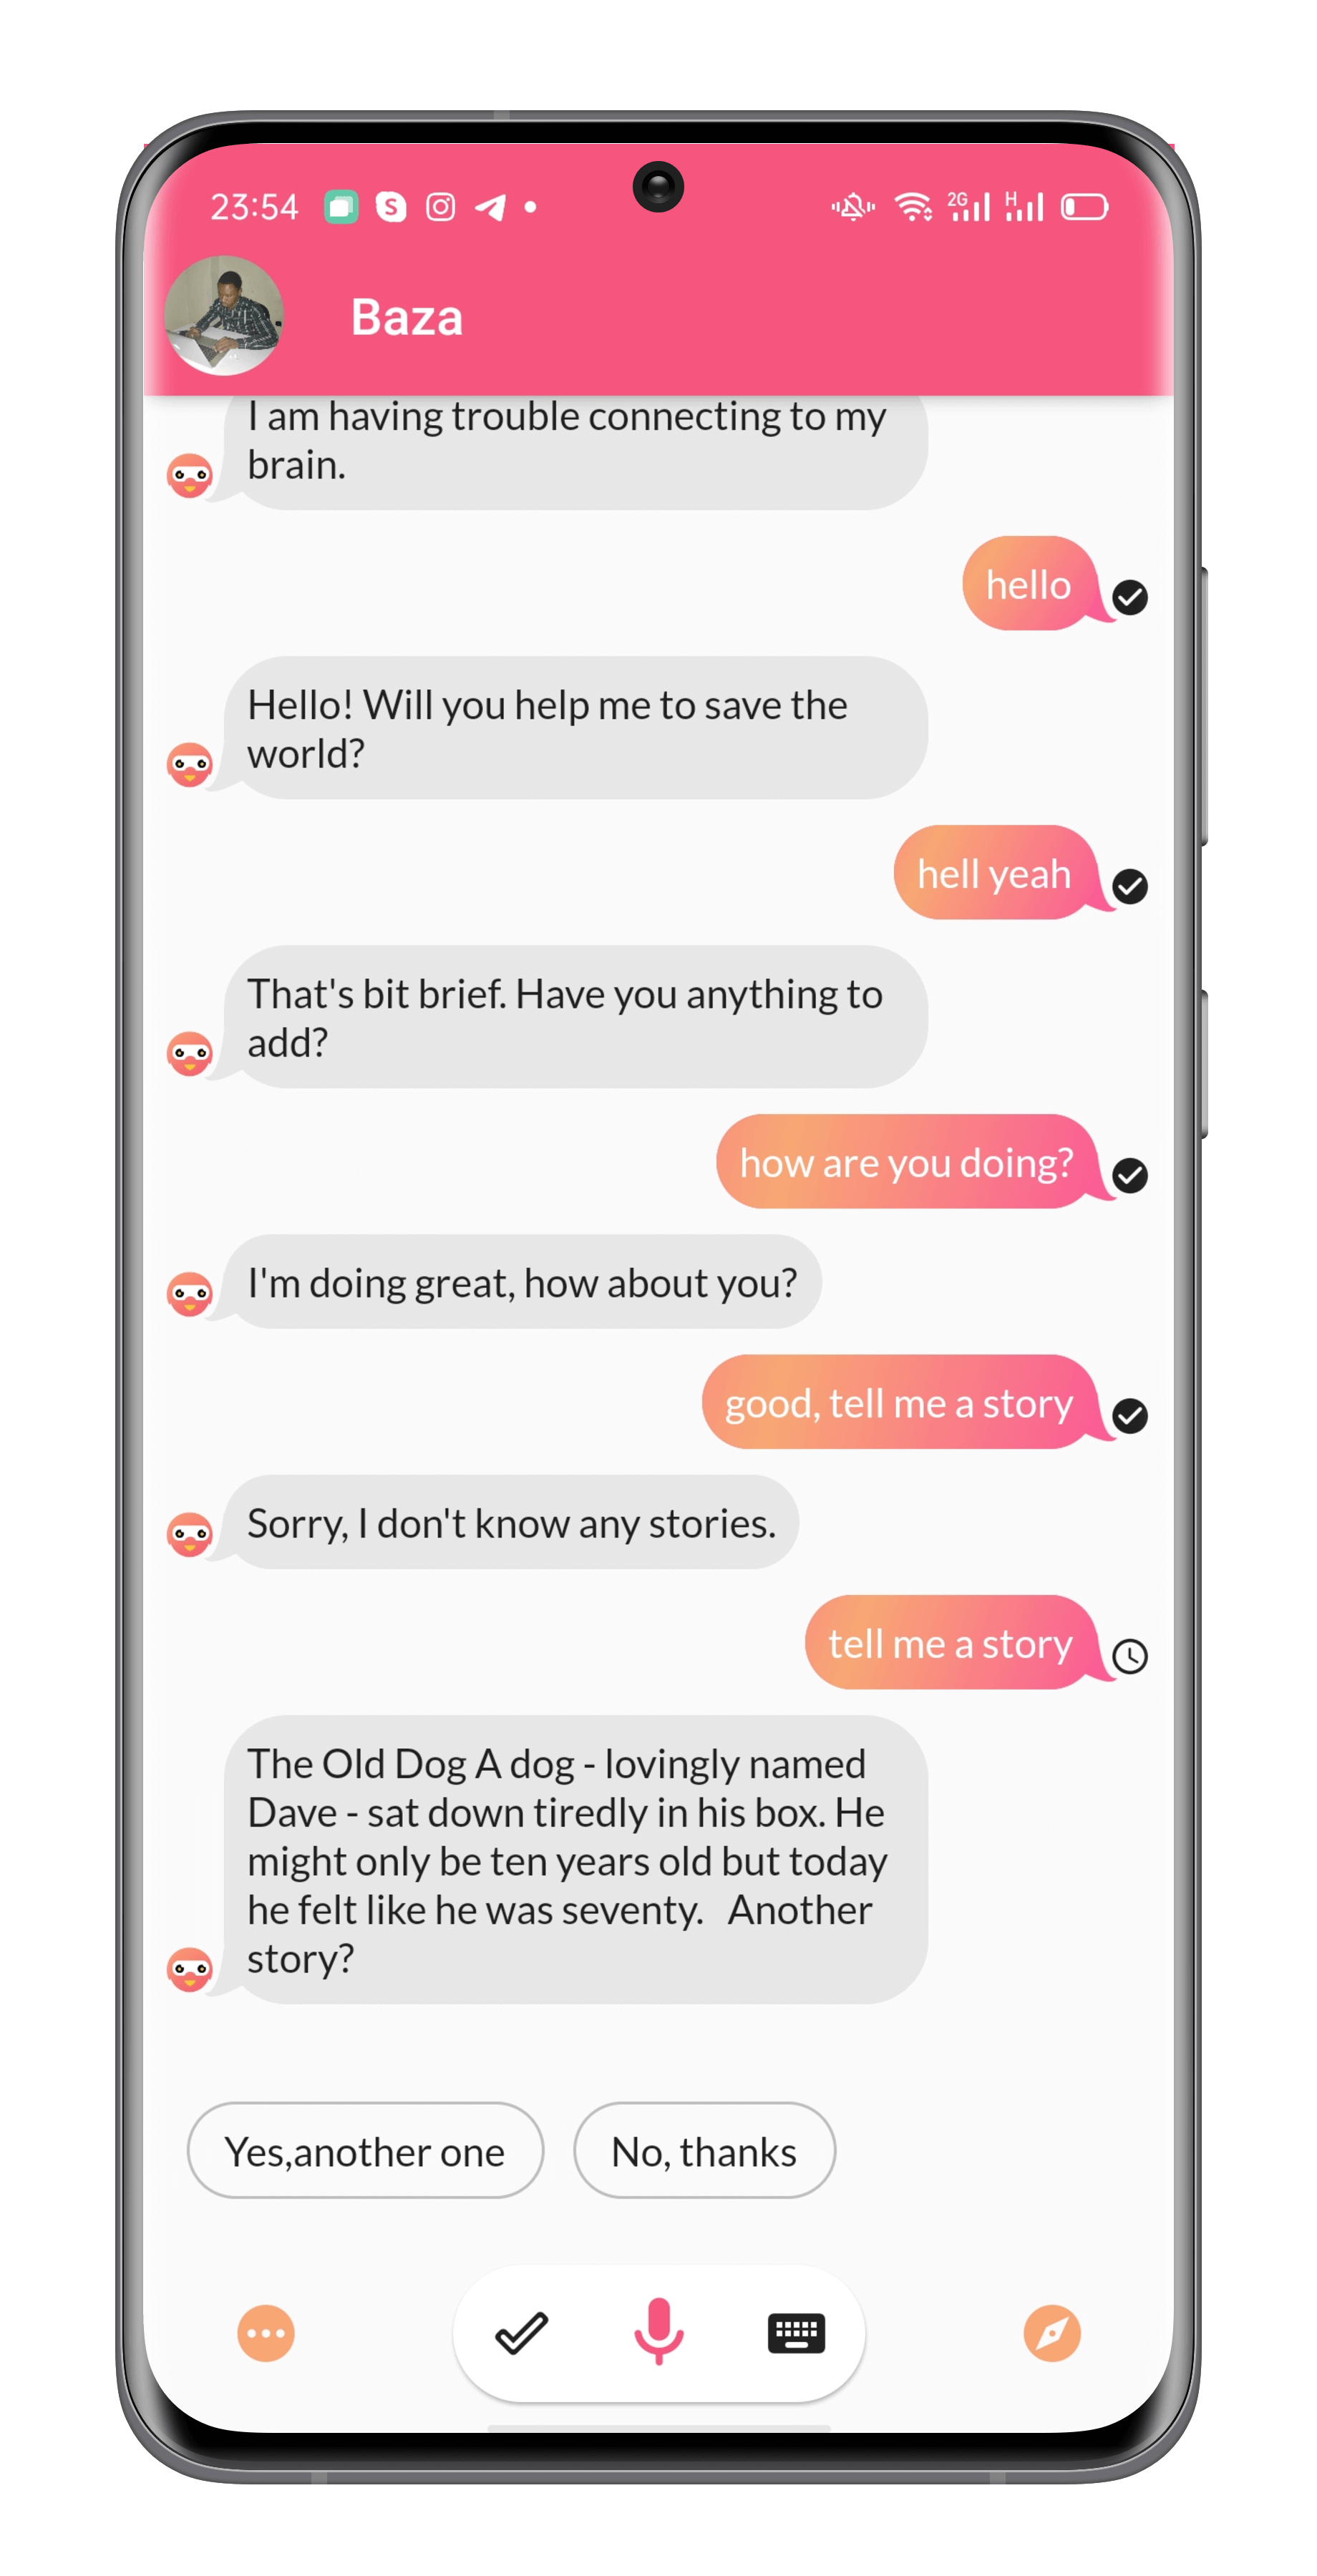 23:54
S
2G
H
Baza
I am having trouble connecting to my
brain.
hello
Hello! Will you help me to save the
world?
hell yeah
That's bit brief. Have you anything to
add?
how are you doing?
I'm doing great, how about you?
good, tell me a story
Sorry, I don't know any stories.
tell me a story
The Old Dog A dog - lovingly named
Dave - sat down tiredly in his box. He
might only be ten years old but today
he felt like he was seventy.   Another
story?
Yes,another one
No, thanks